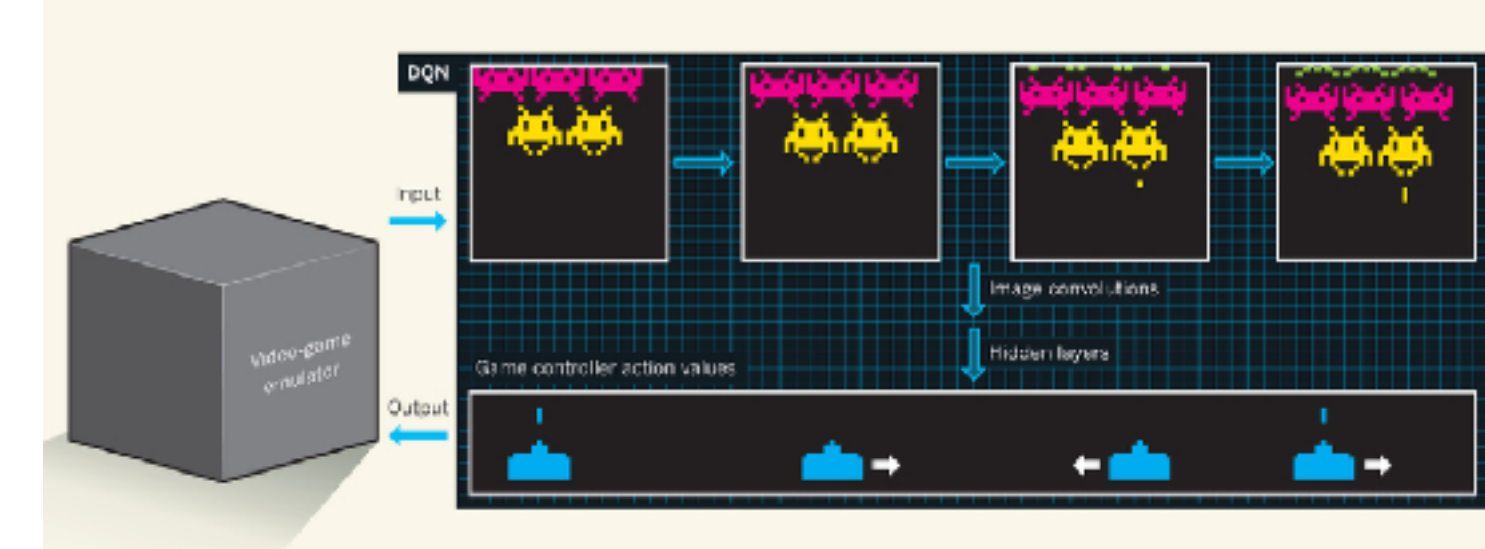 DQN
Input
Image convolutions
Hidden layers
Video-game
emulator
Game controller action values
Output